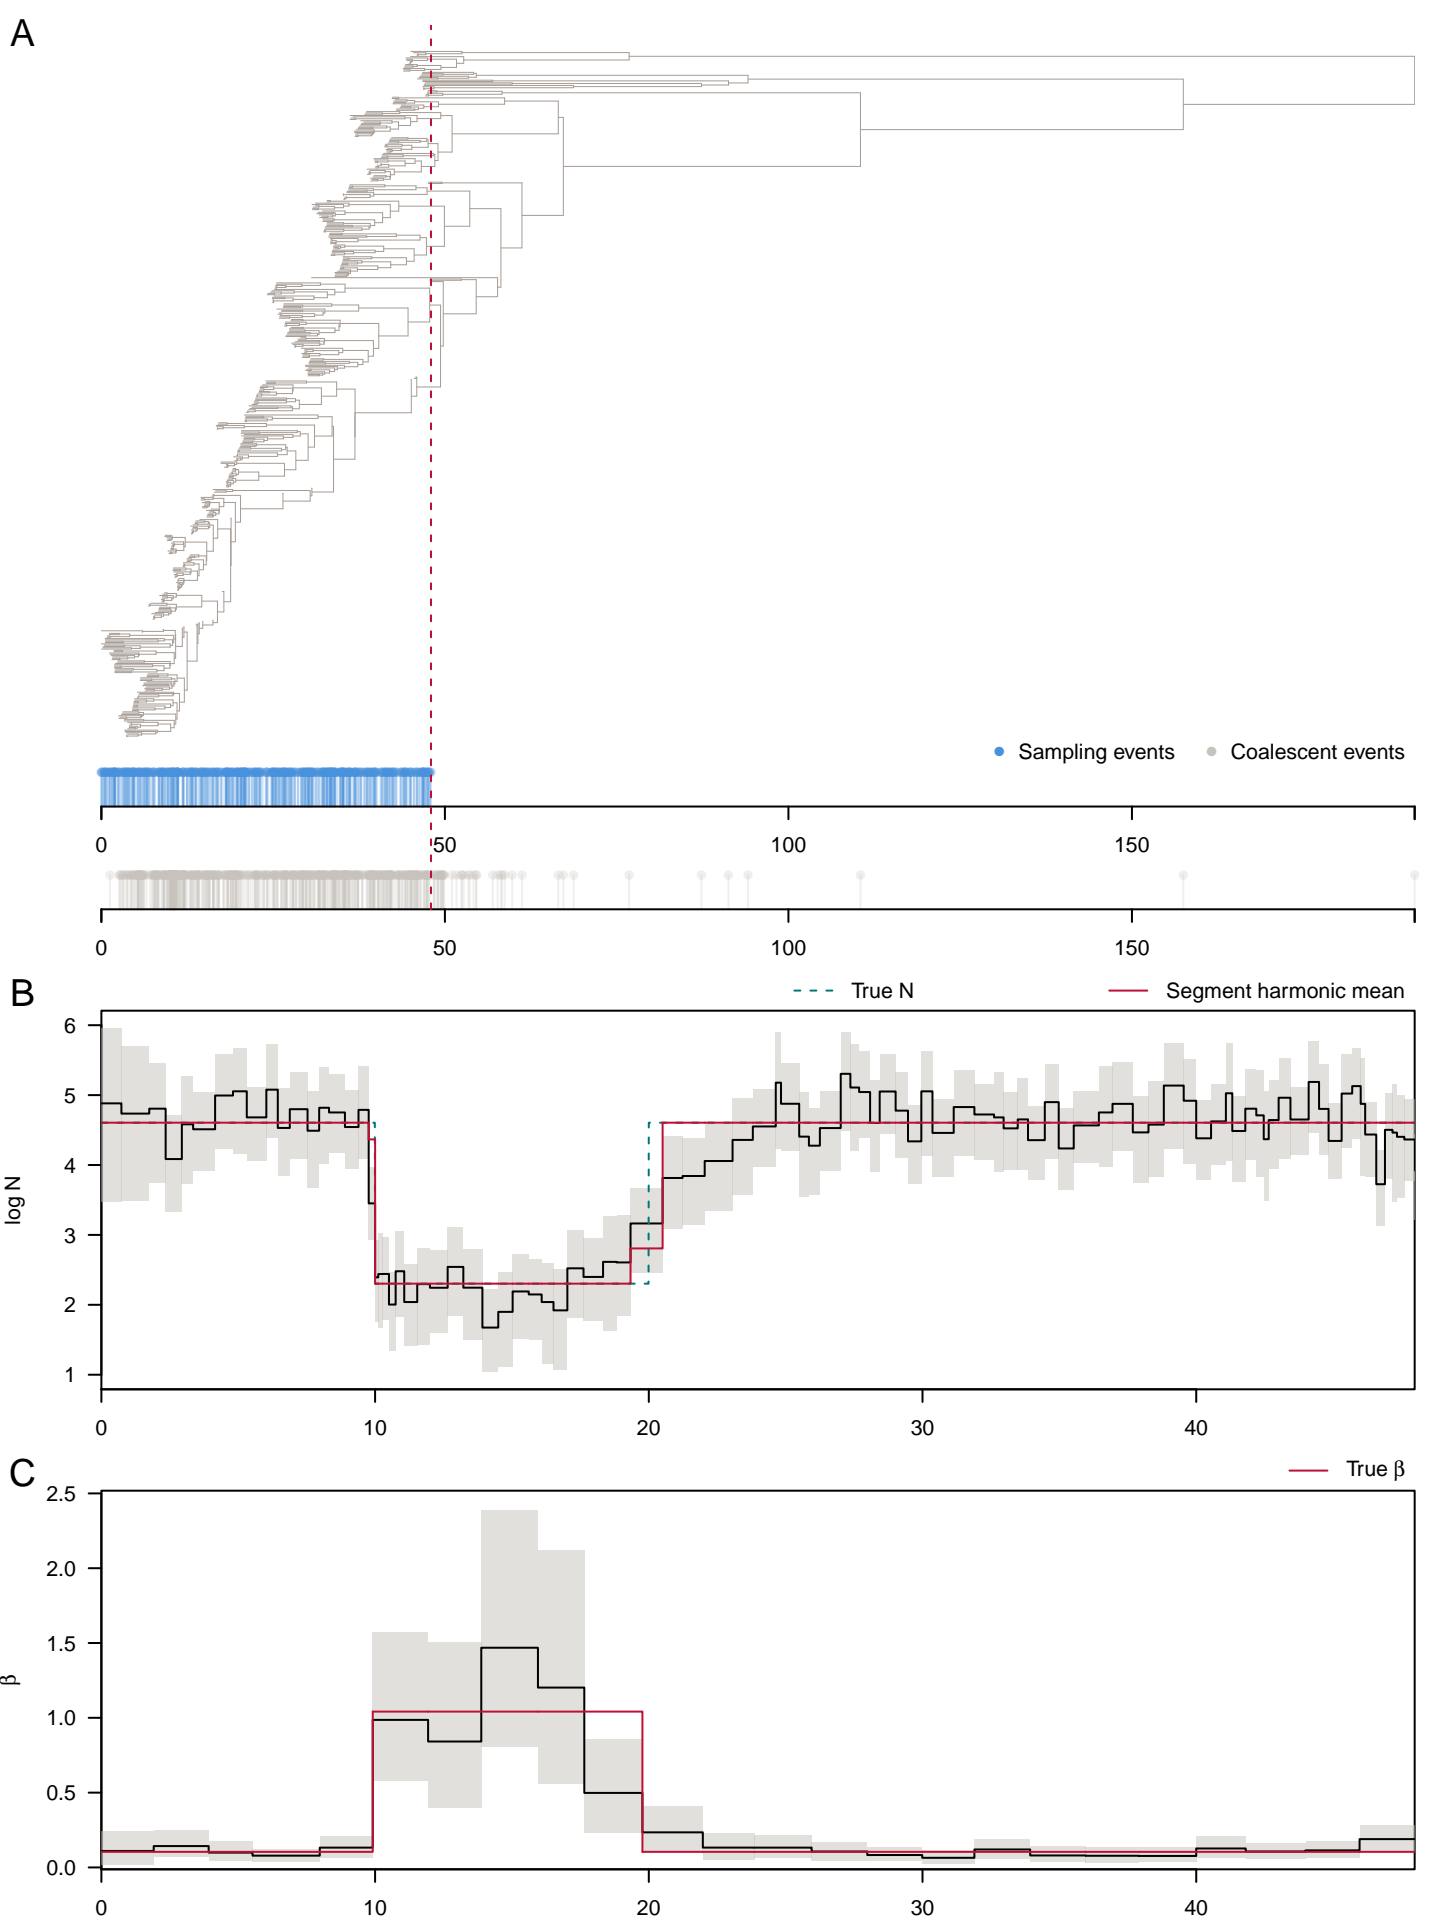 A
Sampling events
Coalescent events
0 50 100 150
0 50 100 150
B
True N
Segment harmonic mean
6
5
4
3
2
1
log N
0 10 20 30 40
C
True β
2.5
2.0
1.5
1.0
0.5
0.0
β
0 10 20 30 40